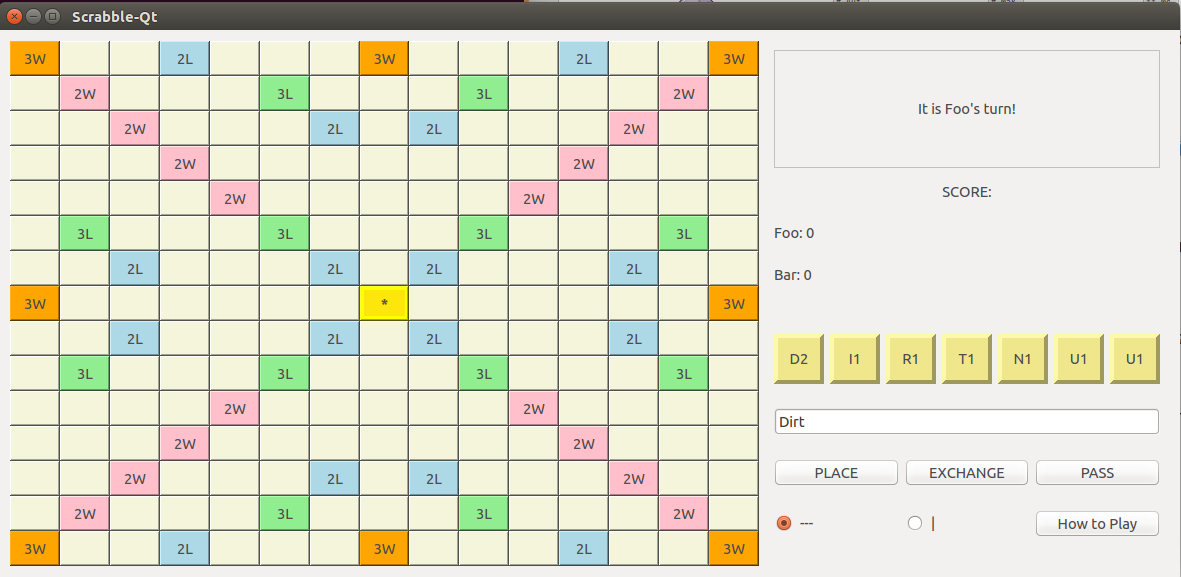 Scrabble-Qt
3W 2L 3W 2L 3W
2W 3L 3L 2W
2W 2L 2L 2W
2W 2W
2W 2W
3L 3L 3L 3L
2L 2L 2L 2L
3W * 3W
2L 2L 2L 2L
3L 3L 3L 3L
2W 2W
2W 2W
2W 2L 2L 2W
2W 3L 3L 2W
3W 2L 3W 2L 3W
It is Foo's turn!
SCORE:
Foo: 0
Bar: 0
D2 I1 R1 T1 N1 U1 U1
Dirt
PLACE EXCHANGE PASS
--- | How to Play